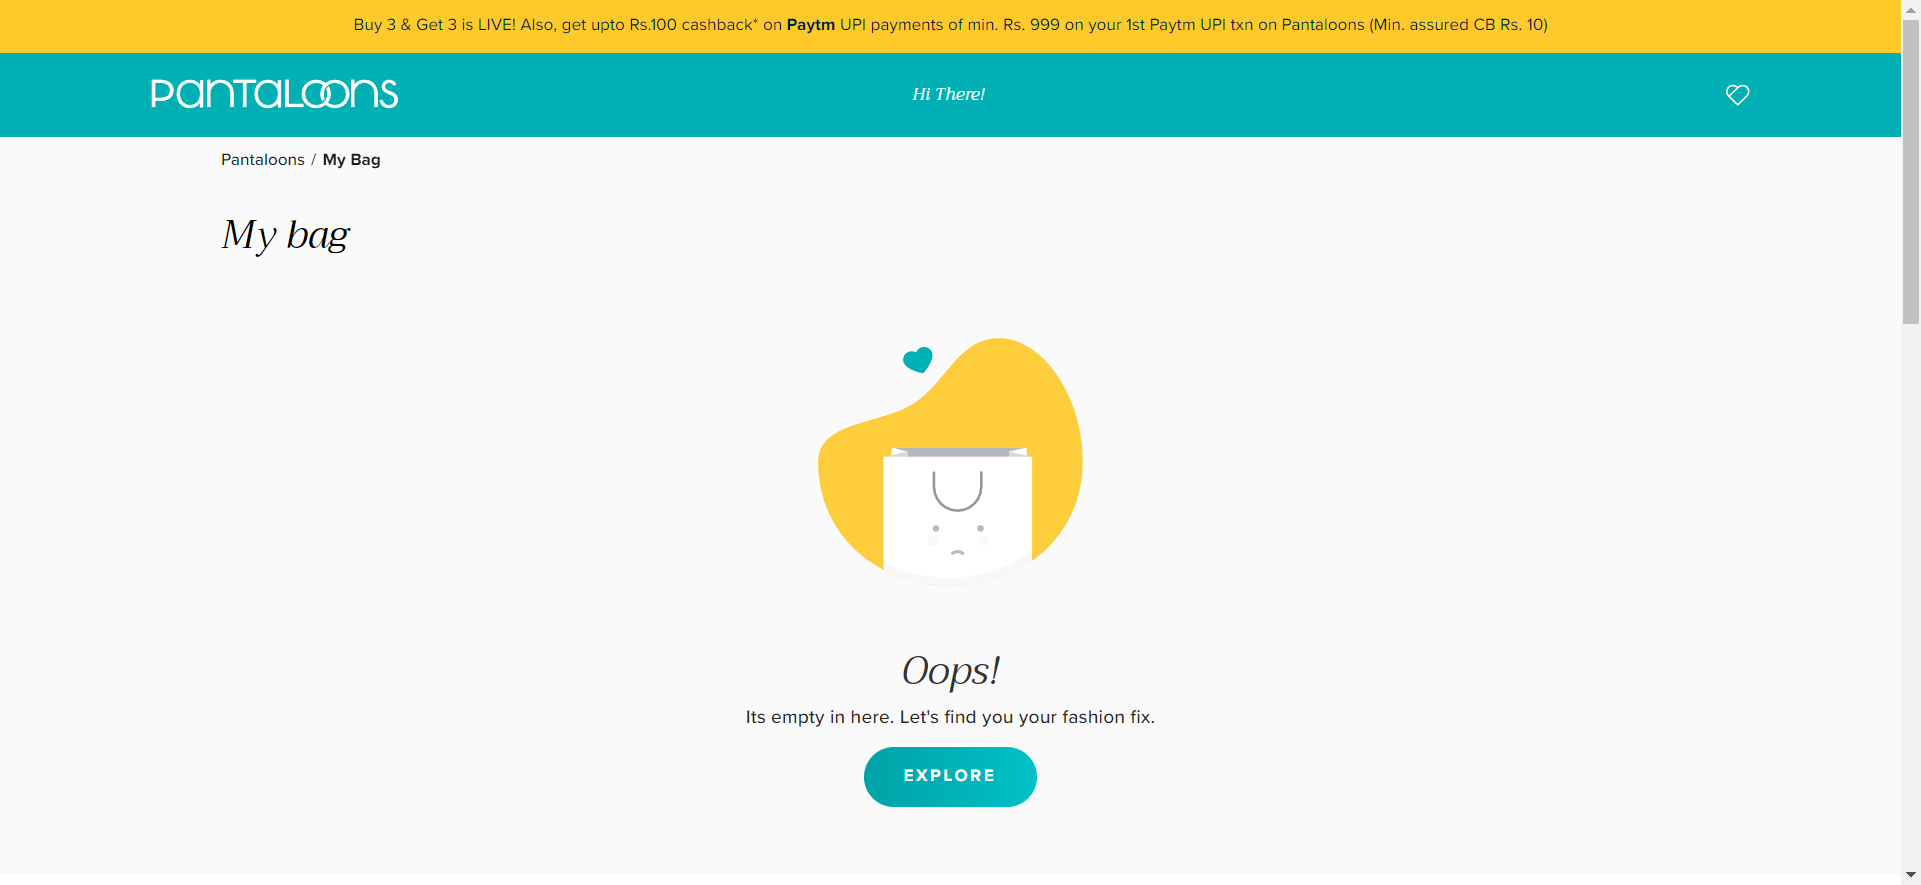 Buy 3 & Get 3 is LIVE! Also, get upto Rs.100 cashback* on Paytm UPI payments of min. Rs. 999 on your 1st Paytm UPI txn on Pantaloons (Min. assured CB Rs. 10)
PANTALOONS
Hi There!
Pantaloons / My Bag
My bag
Oops!
Its empty in here. Let's find you your fashion fix.
EXPLORE